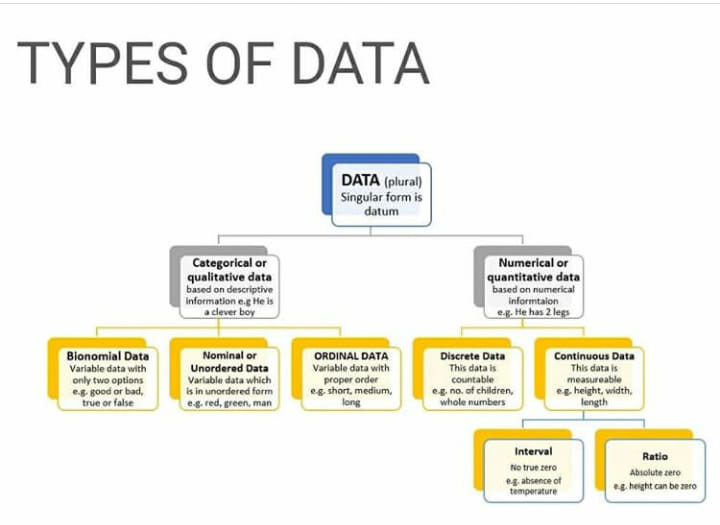 TYPES OF DATA
DATA (plural)
Singular form is
datum
Categorical or
qualitative data
based on descriptive
information e.g He is
a clever boy
Numerical or
quantitative data
based on numerical
informtaion
e.g. He has 2 legs
Bionomial Data
Variable data with
only two options
e.g. good or bad,
true or false
Nominal or
Unordered Data
Variable data which
is in unordered form
e.g. red, green, man
ORDINAL DATA
Variable data with
proper order
e.g. short, medium,
long
Discrete Data
This data is
countable
e.g. no. of children,
whole numbers
Continuous Data
This data is
measureable
e.g. height, width,
length
Interval
No true zero
e.g. absence of
temperature
Ratio
Absolute zero
e.g. height can be zero